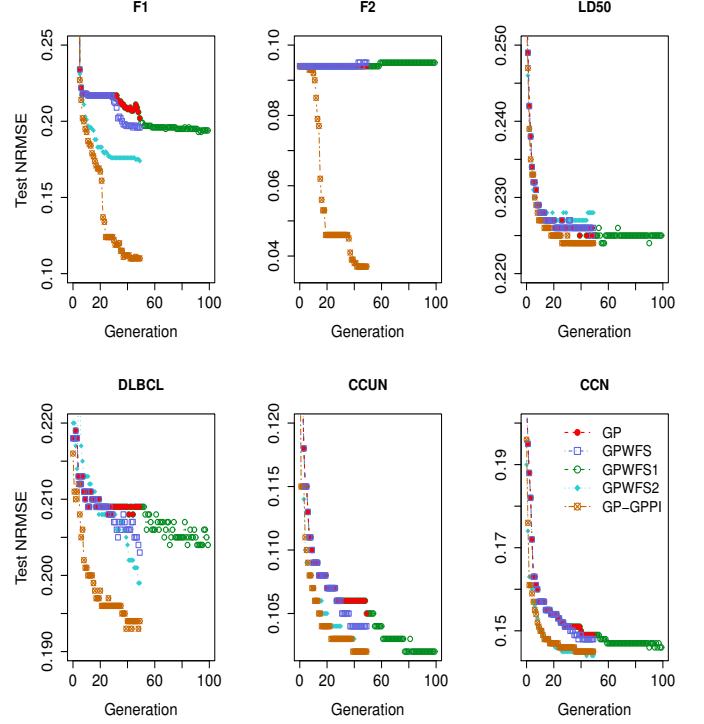 F1
F2
LD50
Test NRMSE
0.10 0.15 0.20 0.25
0.04 0.06 0.08 0.10
0.220 0.230 0.240 0.250
0 20 40 60 80 100
0 20 60 100
0 20 60 100
Generation
Generation
Generation
DLBCL
CCUN
CCN
Test NRMSE
0.190 0.200 0.210 0.220
0.105 0.110 0.115 0.120
0.15 0.17 0.19
GP
GPWFS
GPWFS1
GPWFS2
GP-GPPI
0 20 60 100
0 20 60 100
0 20 60 100
Generation
Generation
Generation